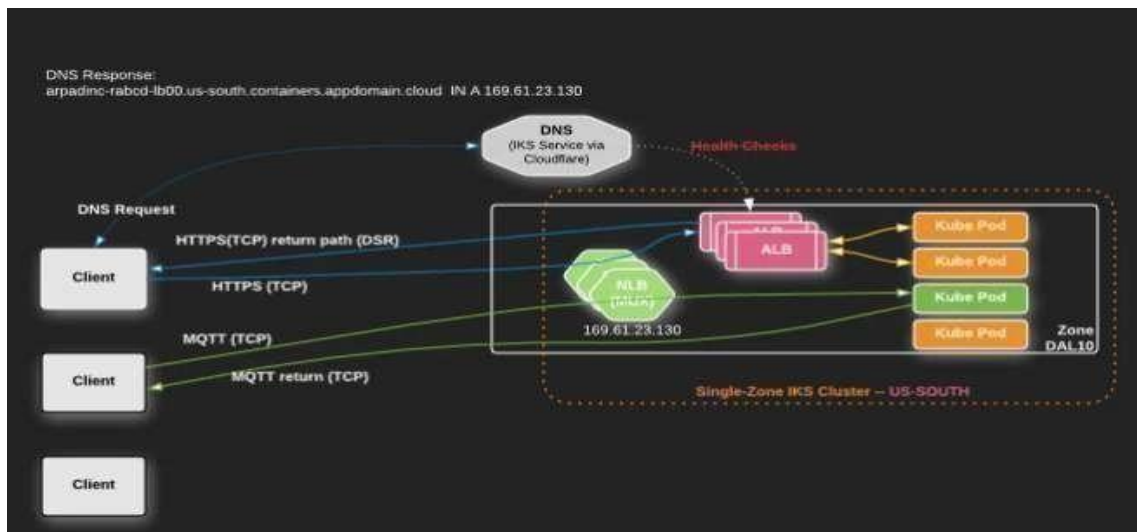 DNS Response:
arpadinc-rabcd-lb00.us-south.containers.appdomain.cloud IN A 169.61.23.130
DNS
(IKS Service via
Cloudflare)
Health Checks
DNS Request
HTTPS(TCP) return path (DSR)
Client
HTTPS (TCP)
ALB
ALB
Kube Pod
Kube Pod
Kube Pod
Kube Pod
NLB
(MUX)
169.61.23.130
Zone
DAL10
MQTT (TCP)
MQTT return (TCP)
Client
Single-Zone IKS Cluster -- US-SOUTH
Client